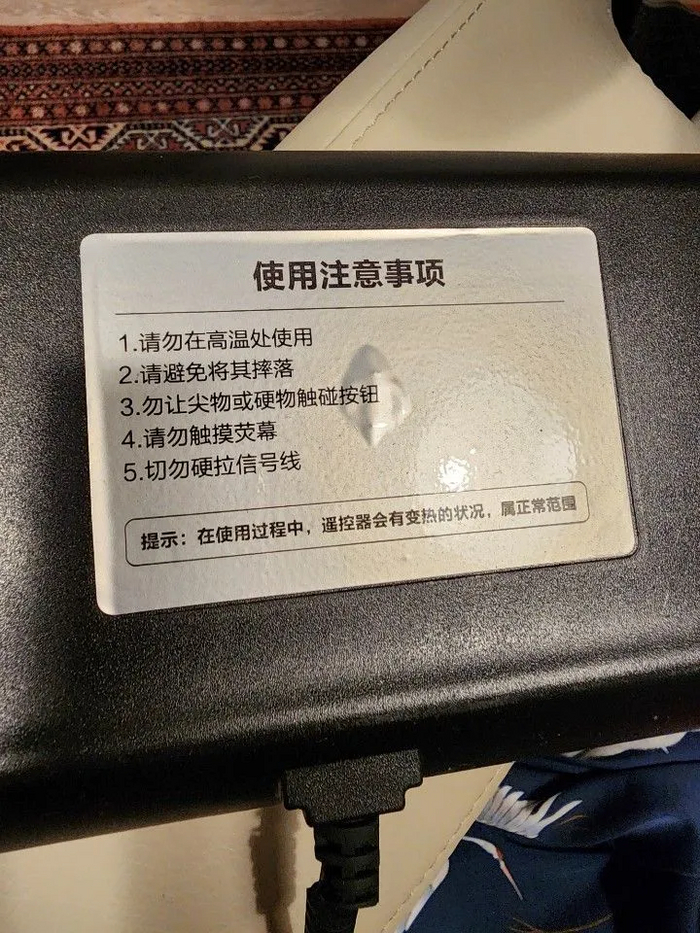 使用注意事项
1.请勿在高温处使用
2.请避免将其摔落
3.勿让尖物或硬物触碰按钮
4.请勿触摸荧幕
5.切勿硬拉信号线
提示：在使用过程中，遥控器会有变热的状况，属正常范围